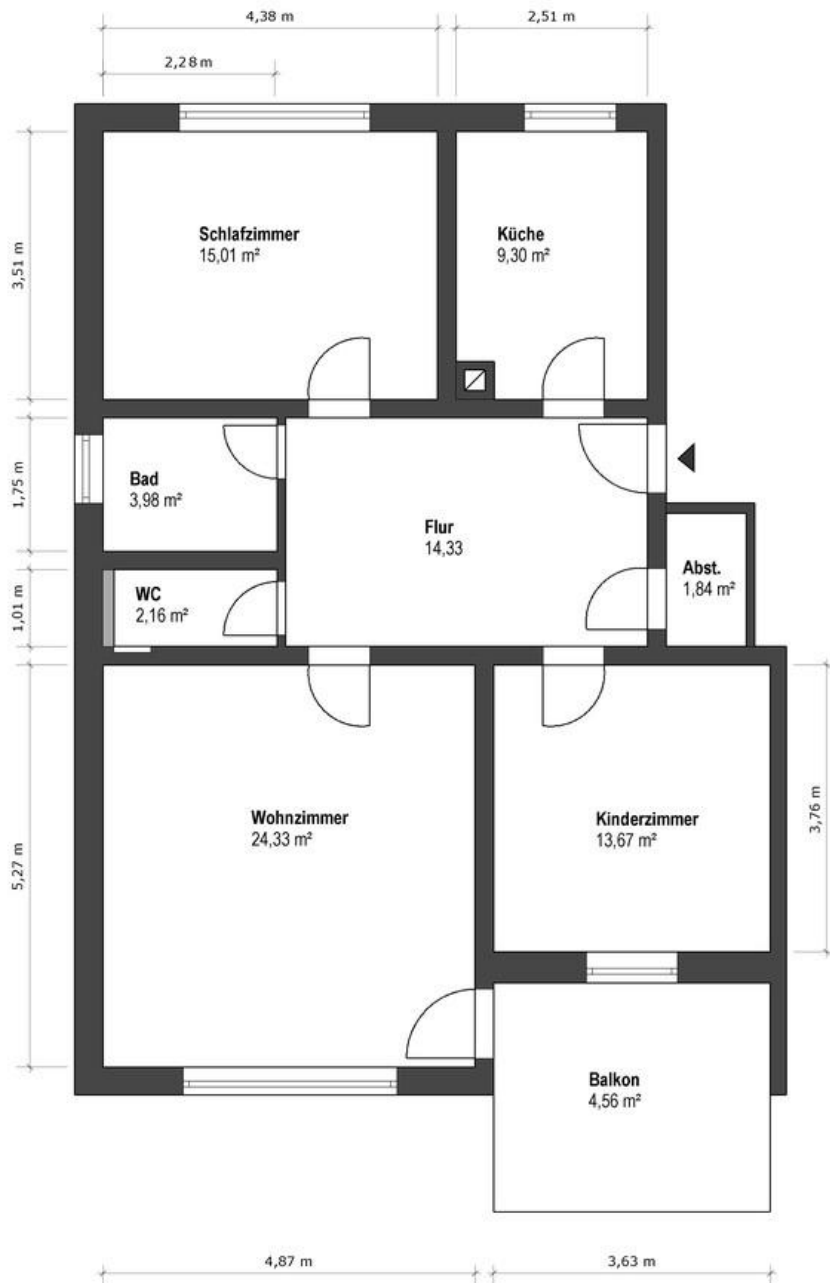 4,38 m
2,51 m
2,28 m
3,51 m
Schlafzimmer
15,01 m²
Küche
9,30 m²
1,75 m
Bad
3,98 m²
Flur
14,33
1,01 m
WC
2,16 m²
Abst.
1,84 m²
5,27 m
Wohnzimmer
24,33 m²
Kinderzimmer
13,67 m²
3,76 m
Balkon
4,56 m²
4,87 m
3,63 m